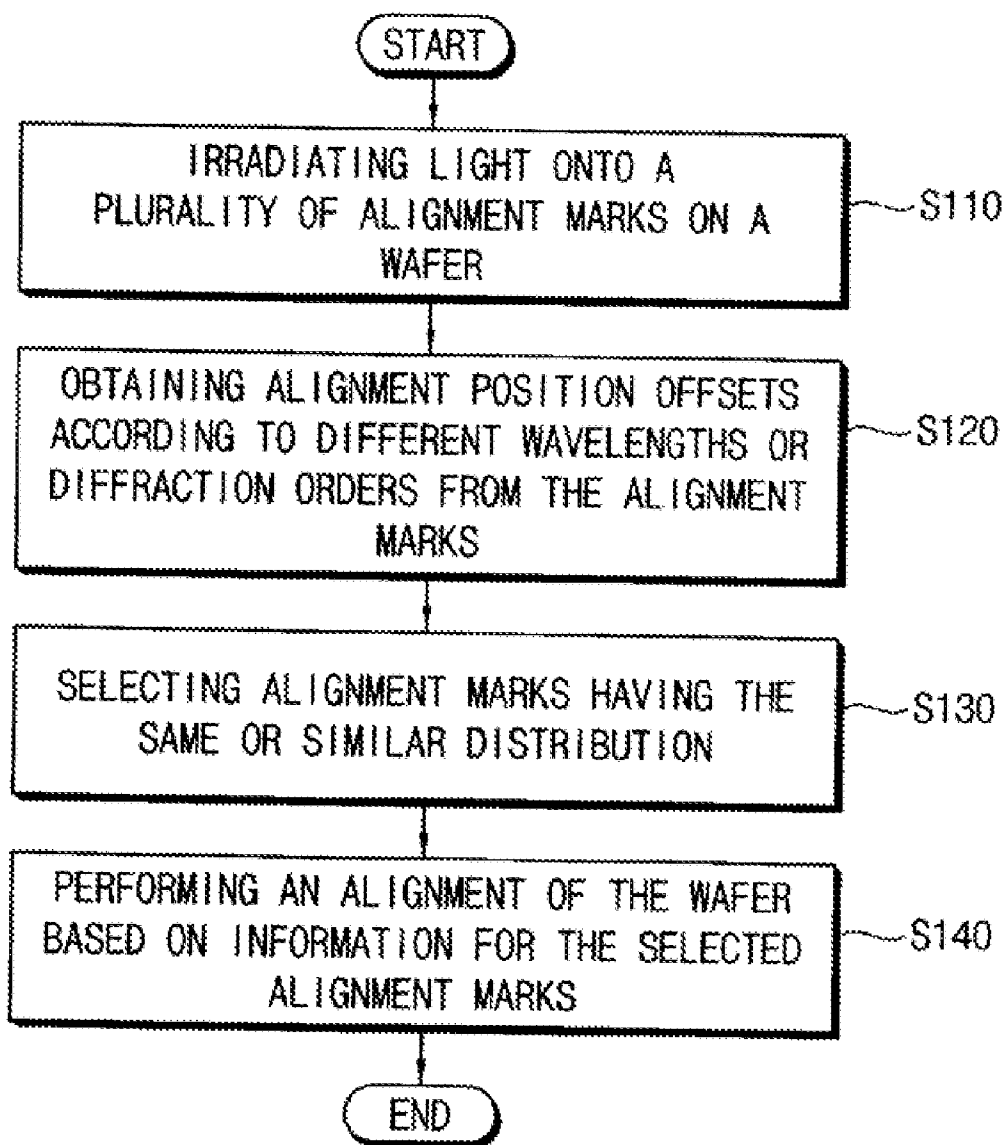 START
IRRADIATING LIGHT ONTO A
PLURALITY OF ALIGNMENT MARKS ON A
WAFER
S110
OBTAINING ALIGNMENT POSITION OFFSETS
ACCORDING TO DIFFERENT WAVELENGTHS OR
DIFFRACTION ORDERS FROM THE ALIGNMENT
MARKS
S120
SELECTING ALIGNMENT MARKS HAVING THE
SAME OR SIMILAR DISTRIBUTION
S130
PERFORMING AN ALIGNMENT OF THE WAFER
BASED ON INFORMATION FOR THE SELECTED
ALIGNMENT MARKS
S140
END